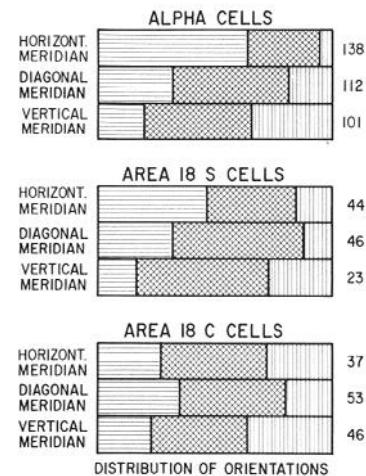 ALPHA CELLS
HORIZONT.
MERIDIAN
138
DIAGONAL
MERIDIAN
112
VERTICAL
MERIDIAN
101
AREA 18 S CELLS
HORIZONT.
MERIDIAN
44
DIAGONAL
MERIDIAN
46
VERTICAL
MERIDIAN
23
AREA 18 C CELLS
HORIZONT.
MERIDIAN
37
DIAGONAL
MERIDIAN
53
VERTICAL
MERIDIAN
46
DISTRIBUTION OF ORIENTATIONS